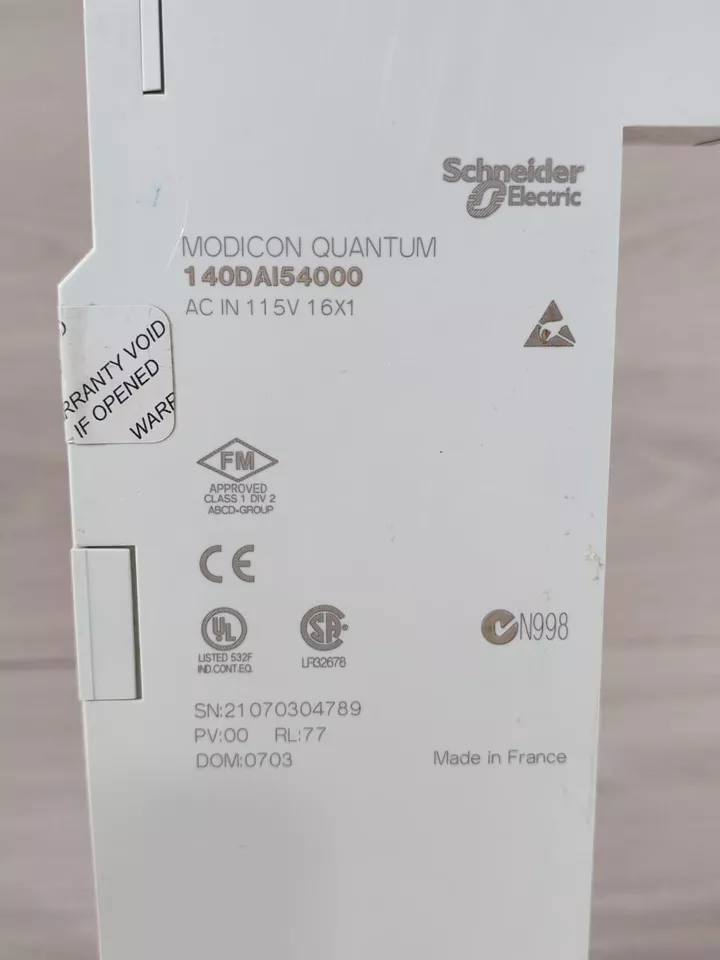 Schneider
Electric
MODICON QUANTUM
140DAI54000
AC IN 115V 16X1
VOID
IF OPENED
FM
APPROVED
CLASS 1 DIV 2
ABCD-GROUP
CE
UL
LISTED 532F
IND.CONT.EQ.
SA
LR32678
N998
SN:21070304789
PV:00 RL:77
DOM:0703
Made in France